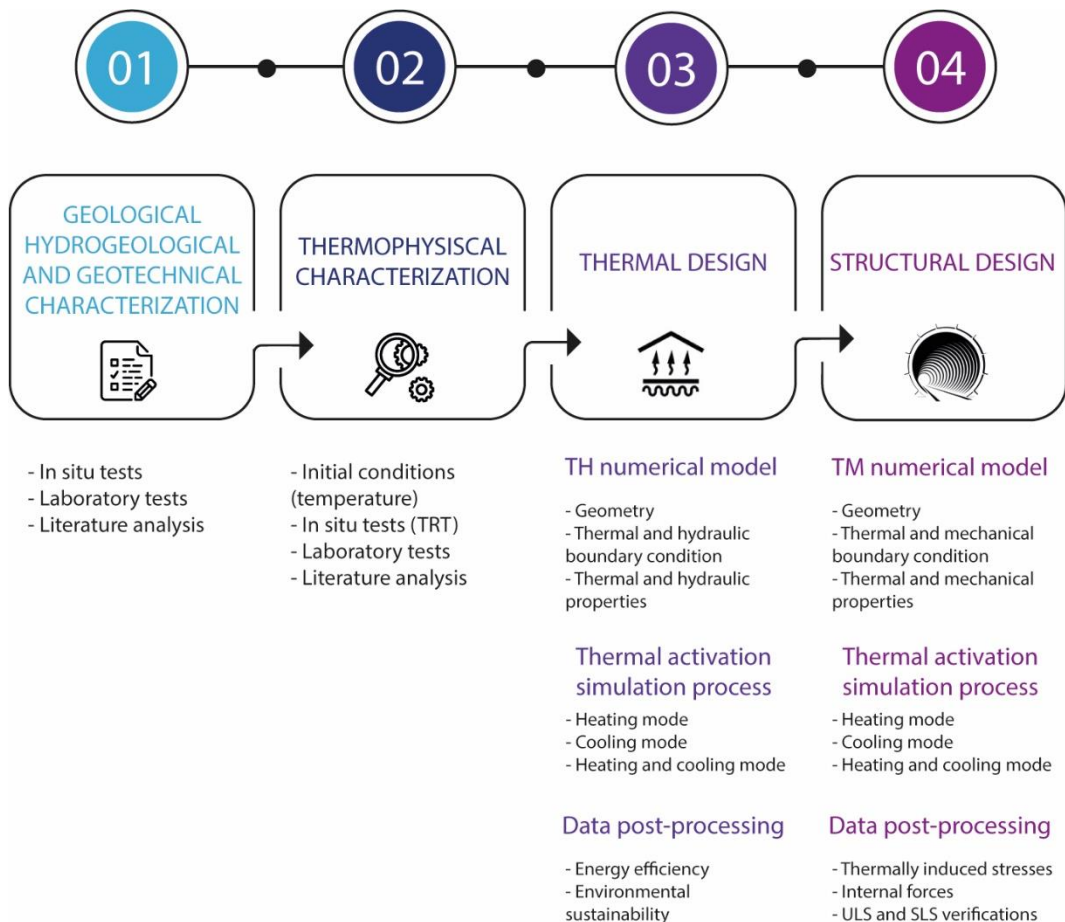 01
02
03
04
GEOLOGICAL
HYDROGEOLOGICAL
AND GEOTECHNICAL
CHARACTERIZATION
THERMOPHYSISCAL
CHARACTERIZATION
THERMAL DESIGN
STRUCTURAL DESIGN
- In situ tests
- Laboratory tests
- Literature analysis
- Initial conditions
(temperature)
- In situ tests (TRT)
- Laboratory tests
- Literature analysis
TH numerical model
- Geometry
- Thermal and hydraulic
boundary condition
- Thermal and hydraulic
properties
Thermal activation
simulation process
- Heating mode
- Cooling mode
- Heating and cooling mode
Data post-processing
- Energy efficiency
- Environmental
sustainability
TM numerical model
- Geometry
- Thermal and mechanical
boundary condition
- Thermal and mechanical
properties
Thermal activation
simulation process
- Heating mode
- Cooling mode
- Heating and cooling mode
Data post-processing
- Thermally induced stresses
- Internal forces
- ULS and SLS verifications